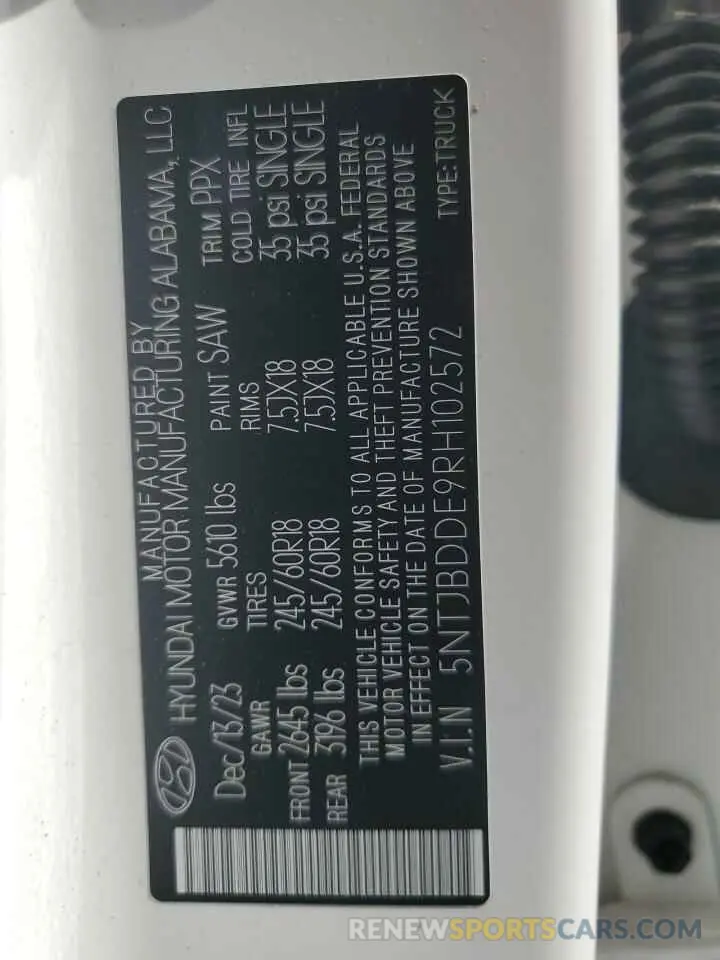 MANUFACTURED BY
HYUNDAI MOTOR MANUFACTURING ALABAMA, LLC
Dec/13/23 GVWR 5610 lbs PAINT SAW TRIM PPX
GAWR TIRES RIMS COLD TIRE INFL
FRONT 2645 lbs 245/60R18 7.5JX18 35 psi SINGLE
REAR 3196 lbs 245/60R18 7.5JX18 35 psi SINGLE
THIS VEHICLE CONFORMS TO ALL APPLICABLE U.S.A. FEDERAL
MOTOR VEHICLE SAFETY AND THEFT PREVENTION STANDARDS
IN EFFECT ON THE DATE OF MANUFACTURE SHOWN ABOVE
V.I.N 5NTJBDDE9RH102572 TYPE:TRUCK
RENEWSPORTSCARS.COM